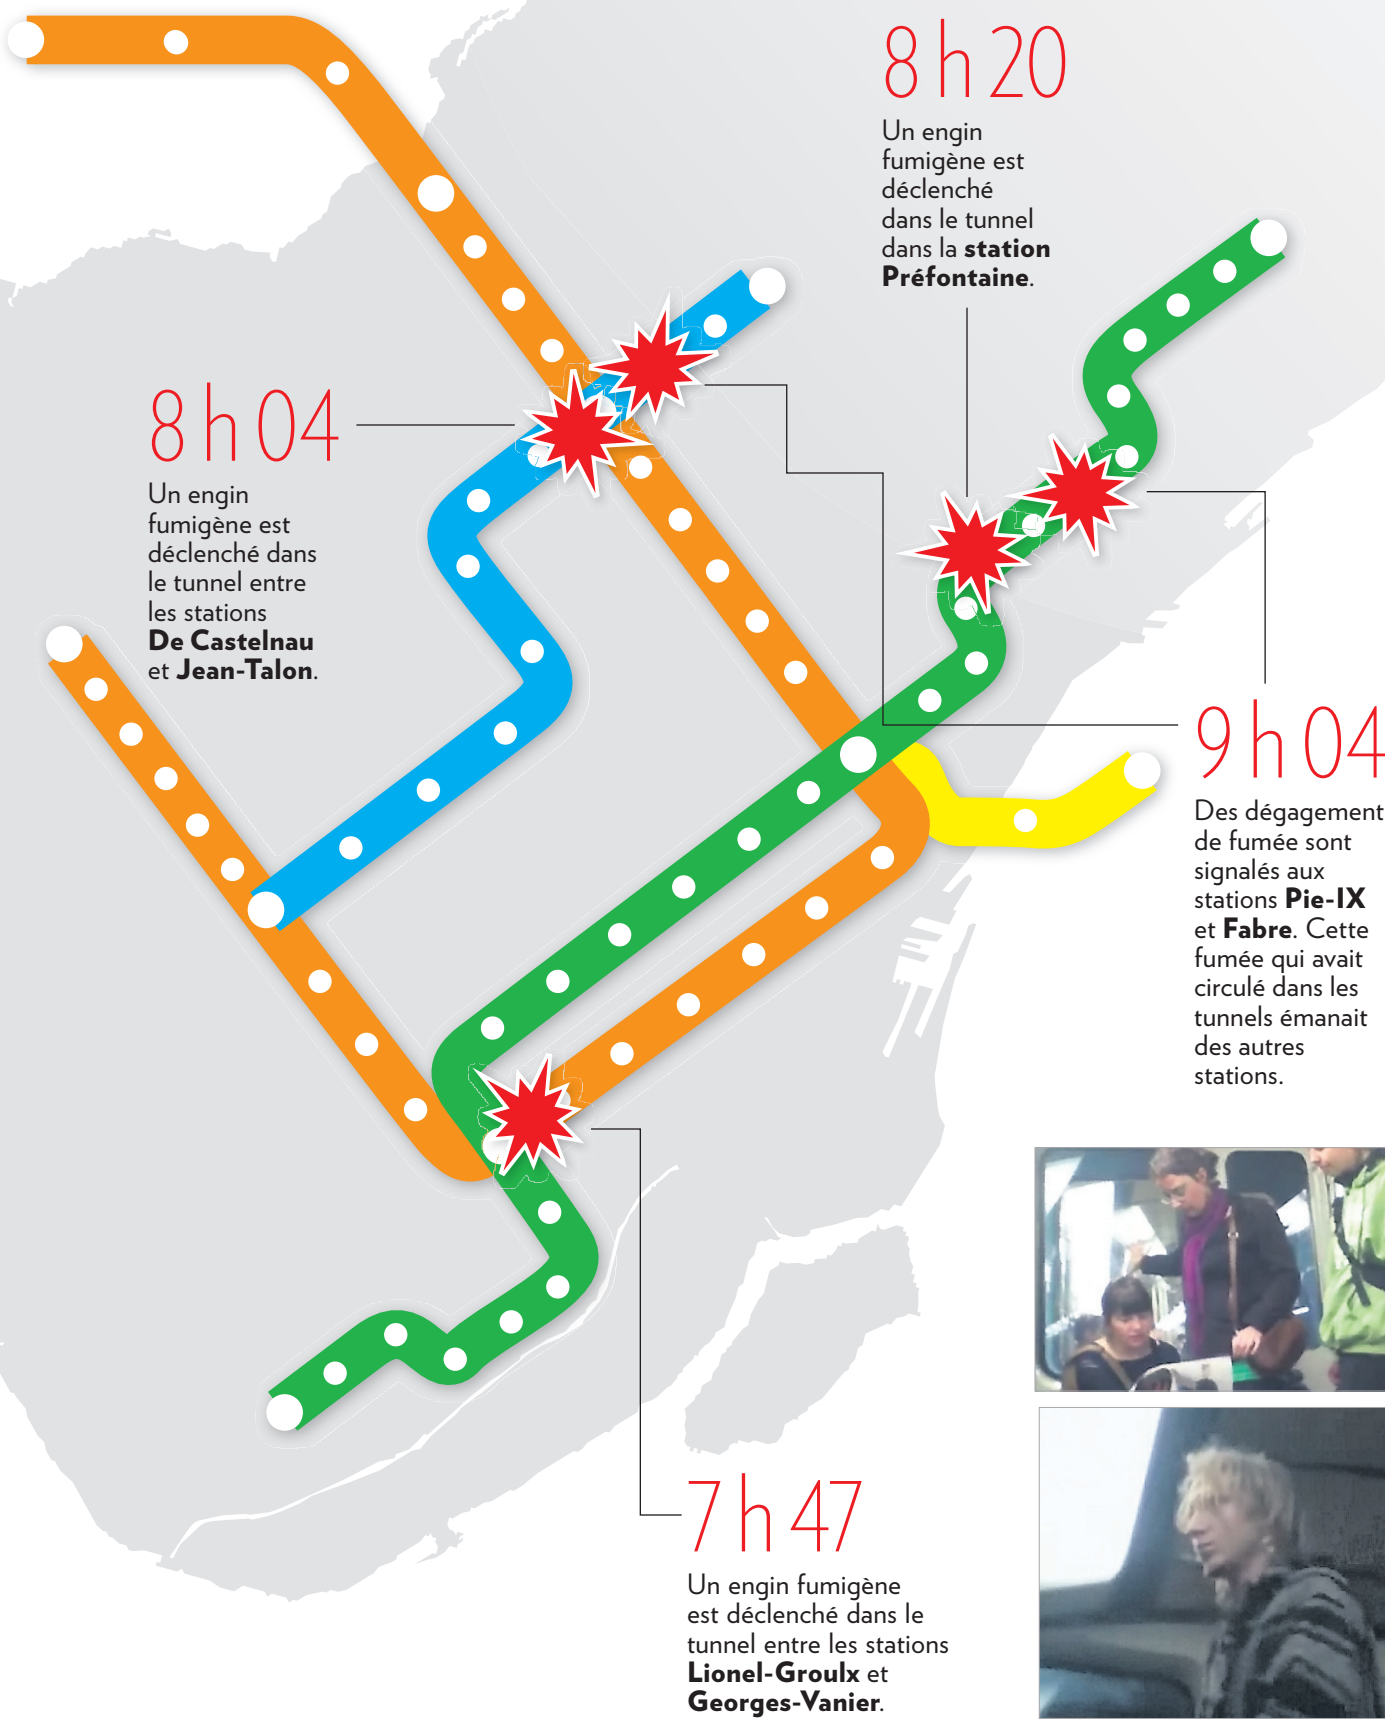 8 h 20
Un engin
fumigène est
déclenché
dans le tunnel
dans la station
Préfontaine.
8 h 04
Un engin
fumigène est
déclenché dans
le tunnel entre
les stations
De Castelnau
et Jean-Talon.
9 h 04
Des dégagement
de fumée sont
signalés aux
stations Pie-IX
et Fabre. Cette
fumée qui avait
circulé dans les
tunnels émanait
des autres
stations.
7 h 47
Un engin fumigène
est déclenché dans le
tunnel entre les stations
Lionel-Groulx et
Georges-Vanier.